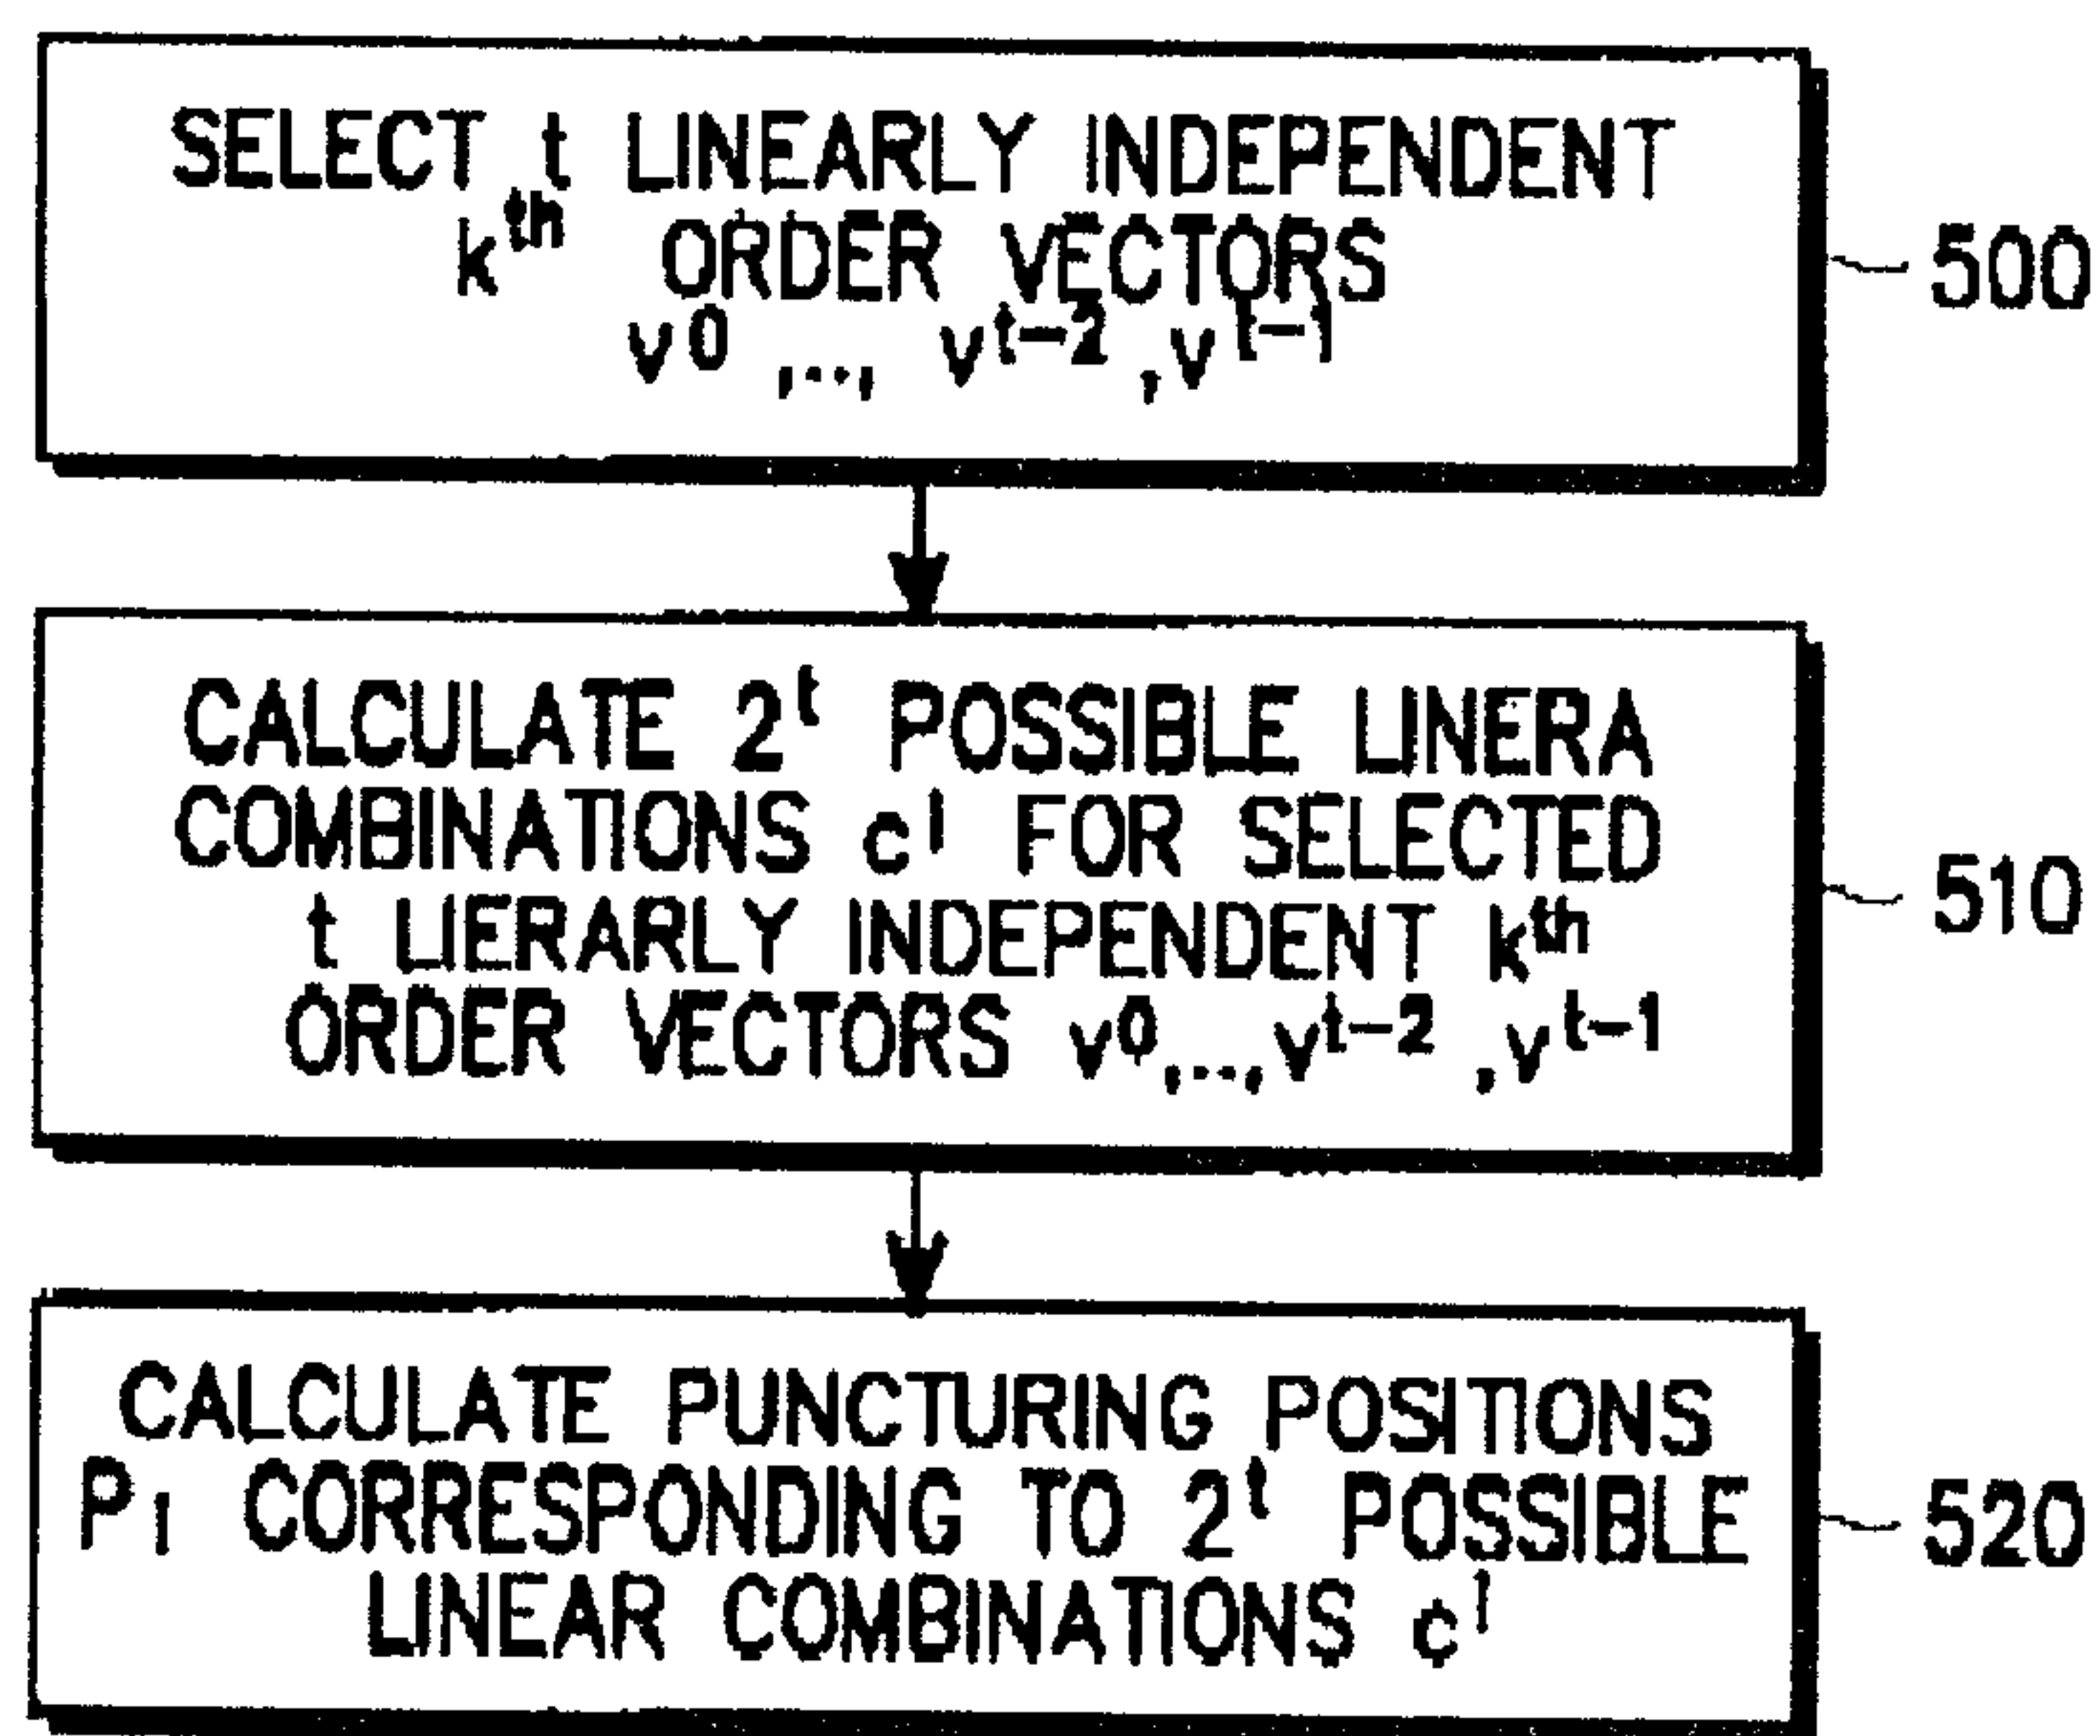 SELECT t LINEARLY INDEPENDENT
k^th ORDER VECTORS
v^0 ,..., v^t-2 ,v^t-1
500
CALCULATE 2^t POSSIBLE LINERA
COMBINATIONS c^i FOR SELECTED
t LIERARLY INDEPENDENT k^th
ORDER VECTORS v^0,..., v^t-2 ,v^t-1
510
CALCULATE PUNCTURING POSITIONS
P_i CORRESPONDING TO 2^t POSSIBLE
LINEAR COMBINATIONS c^i
520